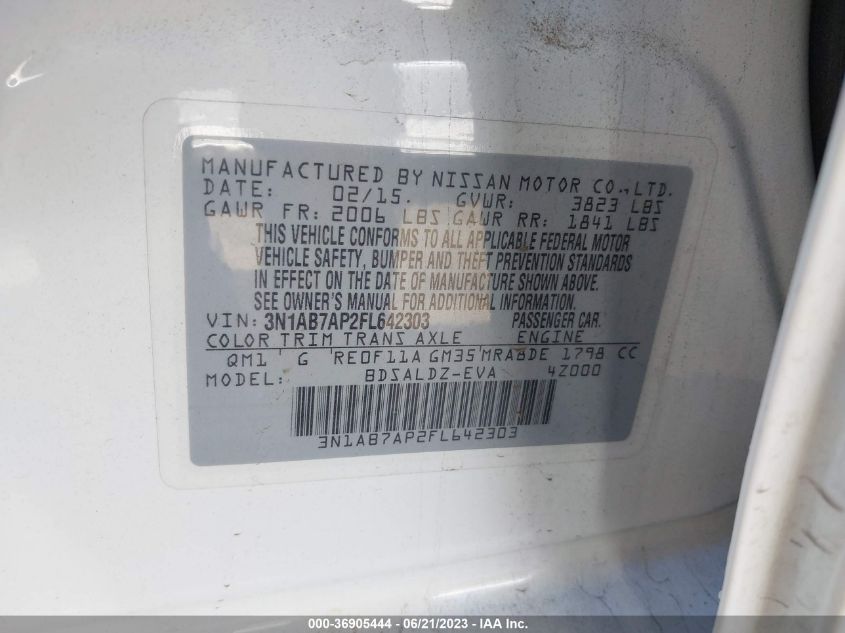 MANUFACTURED BY NISSAN MOTOR CO., LTD.
DATE: 02/15. GVWR: 3823 LBS
GAWR FR: 2006 LBS GAWR RR: 1841 LBS
THIS VEHICLE CONFORMS TO ALL APPLICABLE FEDERAL MOTOR
VEHICLE SAFETY, BUMPER AND THEFT PREVENTION STANDARDS
IN EFFECT ON THE DATE OF MANUFACTURE SHOWN ABOVE.
SEE OWNER'S MANUAL FOR ADDITIONAL INFORMATION.
VIN: 3N1AB7AP2FL642303 PASSENGER CAR.
COLOR TRIM TRANS AXLE ENGINE
QM1 G RE0F11A GM35 MRA8DE 1798 CC
MODEL: BDSALDZ-EVA 4Z000
3N1AB7AP2FL642303
000-36905444 - 06/21/2023 - IAA Inc.